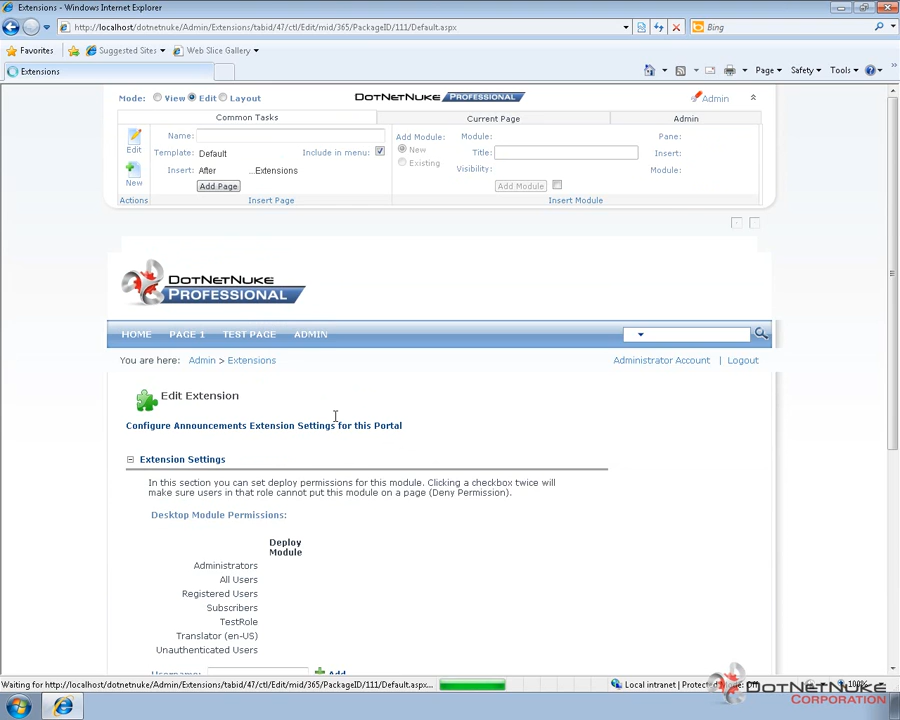 Extensions - Windows Internet Explorer
http://localhost/dotnetnuke/Admin/Extensions/tabid/47/ctl/Edit/mid/365/PackageID/111/Default.aspx
Bing
Favorites Suggested Sites Web Slice Gallery
Extensions
Page Safety Tools
Mode: View Edit Layout
DotNetNuke PROFESSIONAL
Admin
Common Tasks Current Page Admin
Edit
New
Actions
Name:
Template: Default Include in menu:
Insert: After ...Extensions
Add Page
Insert Page
Add Module: New Existing
Module:
Title:
Visibility:
Pane:
Insert:
Module:
Add Module
Insert Module
DotNetNuke
PROFESSIONAL
HOME PAGE 1 TEST PAGE ADMIN
You are here: Admin > Extensions
Administrator Account | Logout
Edit Extension
Configure Announcements Extension Settings for this Portal
Extension Settings
In this section you can set deploy permissions for this module. Clicking a checkbox twice will
make sure users in that role cannot put this module on a page (Deny Permission).
Desktop Module Permissions:
Deploy
Module
Administrators
All Users
Registered Users
Subscribers
TestRole
Translator (en-US)
Unauthenticated Users
Username: Add
Waiting for http://localhost/dotnetnuke/Admin/Extensions/tabid/47/ctl/Edit/mid/365/PackageID/111/Default.aspx...
Local intranet | Protected
DotNetNuke
CORPORATION